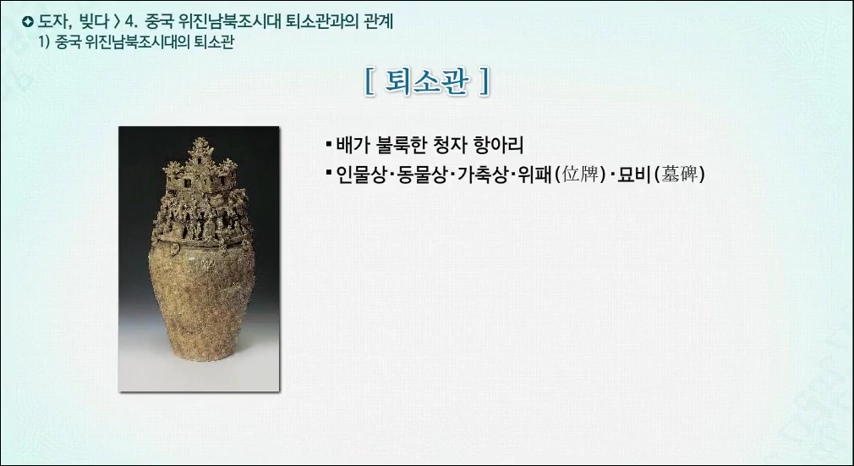 도자, 빚다 > 4. 중국 위진남북조시대 퇴소관과의 관계
1) 중국 위진남북조시대의 퇴소관
[ 퇴소관 ]
▪ 배가 불룩한 청자 항아리
▪ 인물상·동물상·가축상·위패(位牌)·묘비(墓碑)